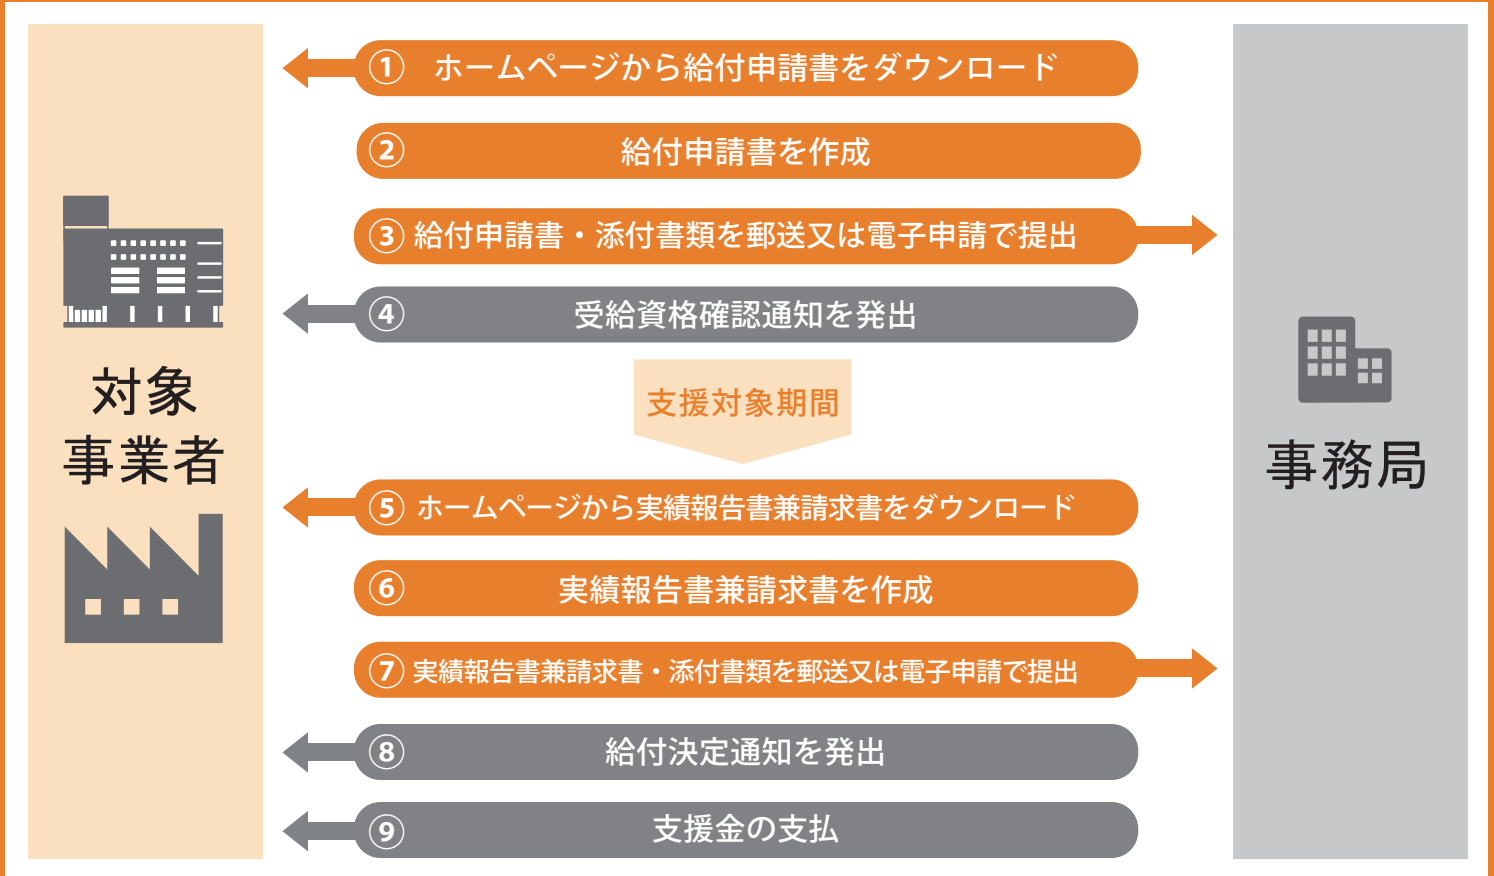 対象
事業者
① ホームページから給付申請書をダウンロード
② 給付申請書を作成
③ 給付申請書・添付書類を郵送又は電子申請で提出
④ 受給資格確認通知を発出
支援対象期間
⑤ ホームページから実績報告書兼請求書をダウンロード
⑥ 実績報告書兼請求書を作成
⑦ 実績報告書兼請求書・添付書類を郵送又は電子申請で提出
⑧ 給付決定通知を発出
⑨ 支援金の支払
事務局